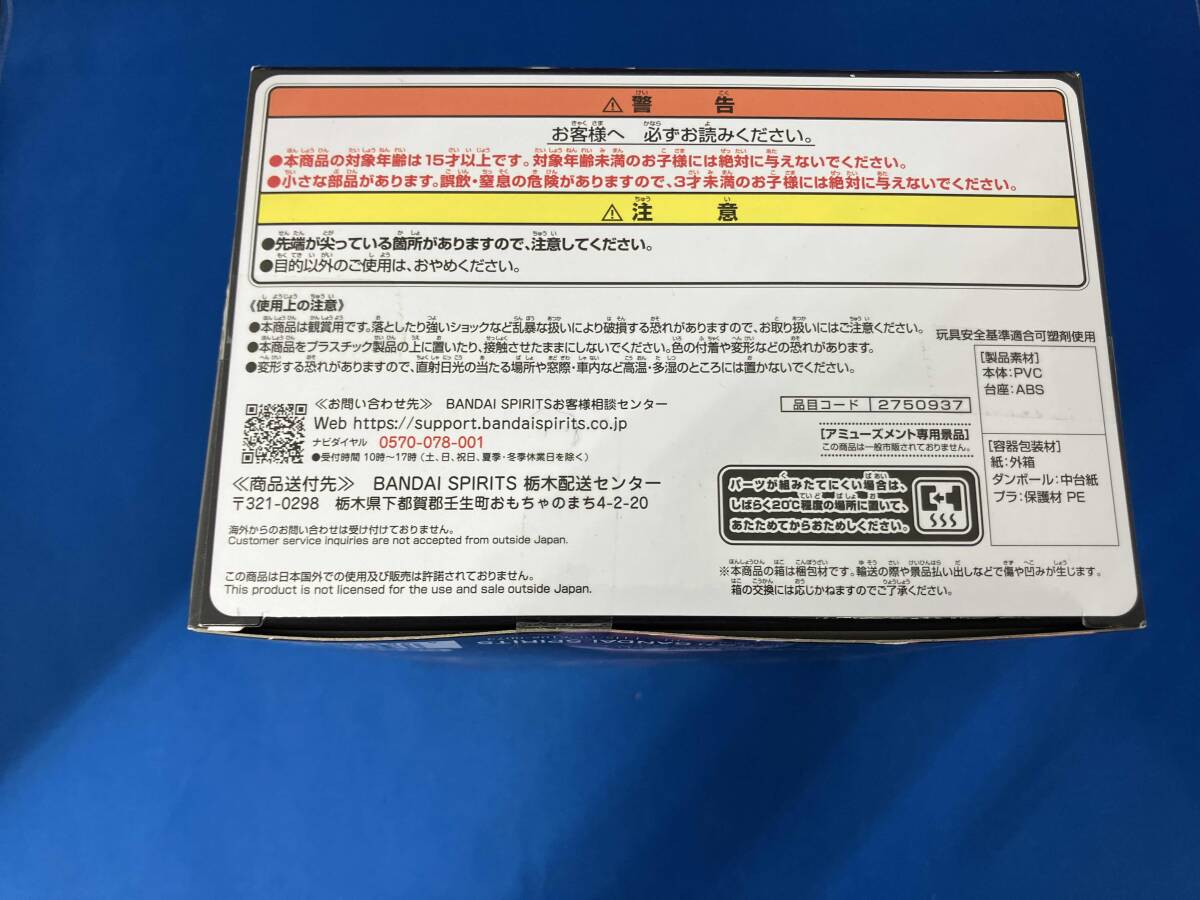 ⚠警告
お客様へ 必ずお読みください。
●本商品の対象年齢は15才以上です。対象年齢未満のお子様には絶対に与えないでください。
●小さな部品があります。誤飲・窒息の危険がありますので、3才未満のお子様には絶対に与えないでください。
⚠注意
●先端が尖っている箇所がありますので、注意してください。
●目的以外のご使用は、おやめください。
《使用上の注意》
●本商品は観賞用です。落としたり強いショックなど乱暴な扱いにより破損する恐れがありますので、お取り扱いにはご注意ください。
●本商品をプラスチック製品の上に置いたり、接触させたままにしないでください。色の付着や変形などの恐れがあります。
●変形する恐れがありますので、直射日光の当たる場所や窓際・車内など高温・多湿のところには置かないでください。
玩具安全基準適合可塑剤使用
[製品素材]
本体:PVC
台座:ABS
[容器包装材]
紙:外箱
ダンボール:中台紙
プラ:保護材 PE
≪お問い合わせ先≫ BANDAI SPIRITSお客様相談センター
Web https://support.bandaispirits.co.jp
ナビダイヤル 0570-078-001
●受付時間 10時〜17時(土、日、祝日、夏季・冬季休業日を除く)
≪商品送付先≫ BANDAI SPIRITS 栃木配送センター
〒321-0298 栃木県下都賀郡壬生町おもちゃのまち4-2-20
海外からのお問い合わせは受け付けておりません。
Customer service inquiries are not accepted from outside Japan.
この商品は日本国外での使用及び販売は許諾されておりません。
This product is not licensed for the use and sale outside Japan.
品目コード 2750937
[アミューズメント専用景品]
この商品は一般市販されておりません。
パーツが組みたてにくい場合は、
しばらく20℃程度の場所に置いて、
あたためてからおためしください。
※本商品の箱は梱包材です。輸送の際や景品払い出しなどで傷や凹みが生じます。
箱の交換には応じかねますのでご了承ください。
BANDAI SPIRITS